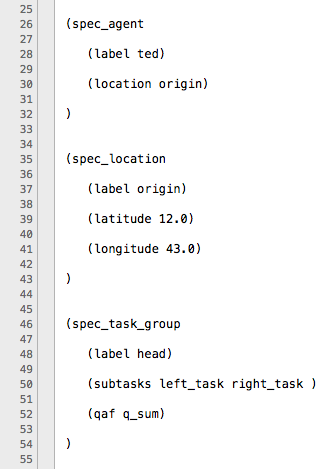 25
26 (spec_agent
27
28 (label ted)
29
30 (location origin)
31
32 )
33
34
35 (spec_location
36
37 (label origin)
38
39 (latitude 12.0)
40
41 (longitude 43.0)
42
43 )
44
45
46 (spec_task_group
47
48 (label head)
49
50 (subtasks left_task right_task )
51
52 (qaf q_sum)
53
54 )
55